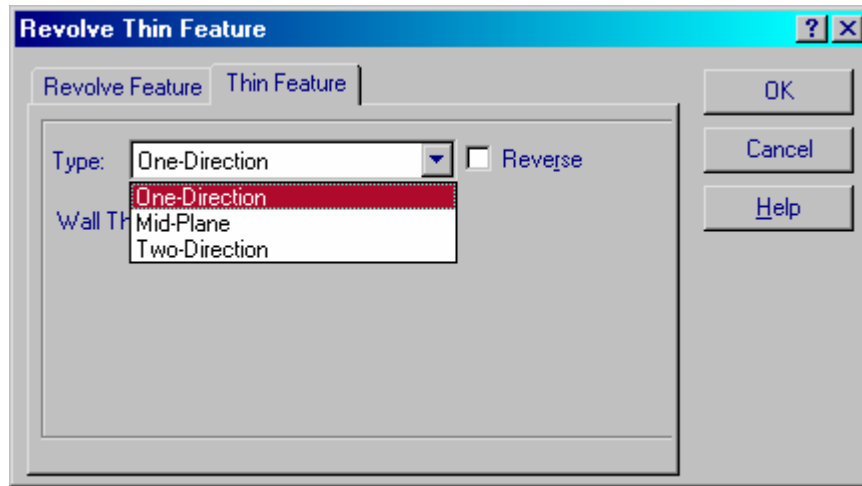 Revolve Thin Feature
Revolve Feature Thin Feature
OK
Type: One-Direction Reverse
Cancel
One-Direction
Wall Th Mid-Plane
Help
Two-Direction